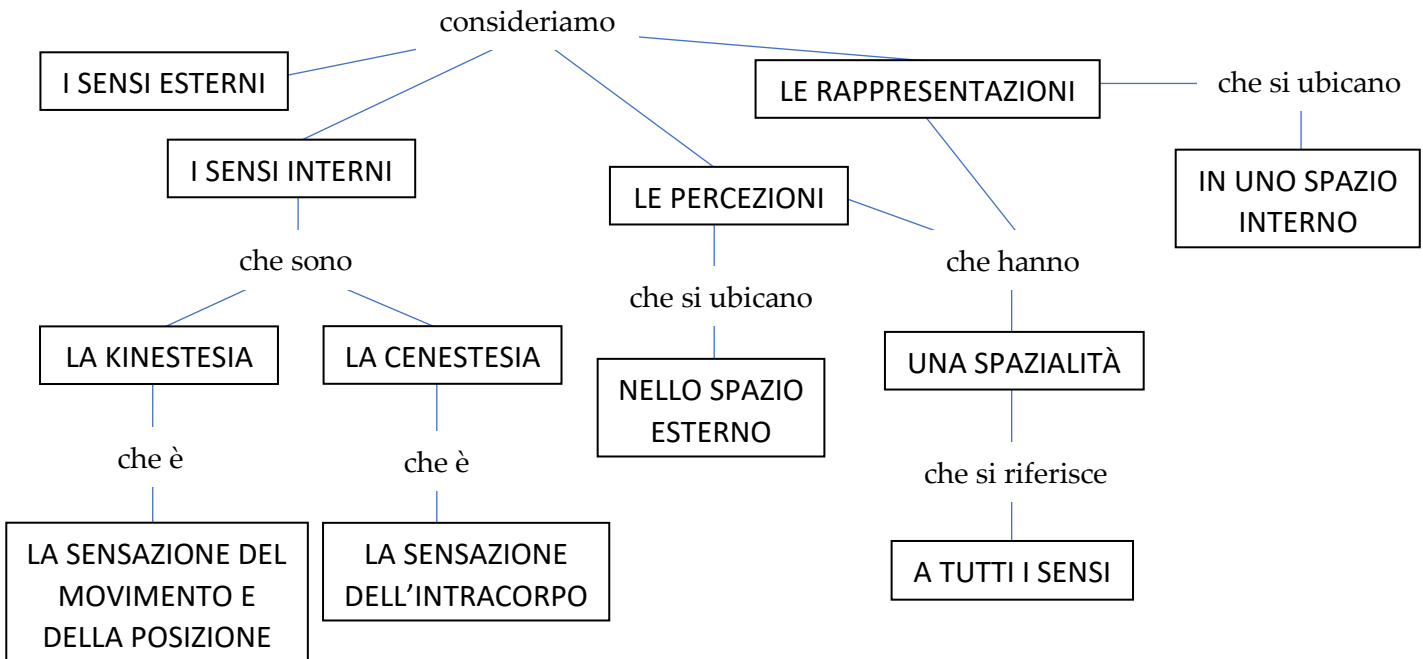 consideriamo
I SENSI ESTERNI
LE RAPPRESENTAZIONI
che si ubicano
I SENSI INTERNI
LE PERCEZIONI
IN UNO SPAZIO
INTERNO
che sono
che si ubicano
che hanno
LA KINESTESIA
LA CENESTESIA
NELLO SPAZIO
ESTERNO
UNA SPAZIALITÀ
che è
che è
che si riferisce
LA SENSAZIONE DEL
MOVIMENTO E
DELLA POSIZIONE
LA SENSAZIONE
DELL’INTRACORPO
A TUTTI I SENSI